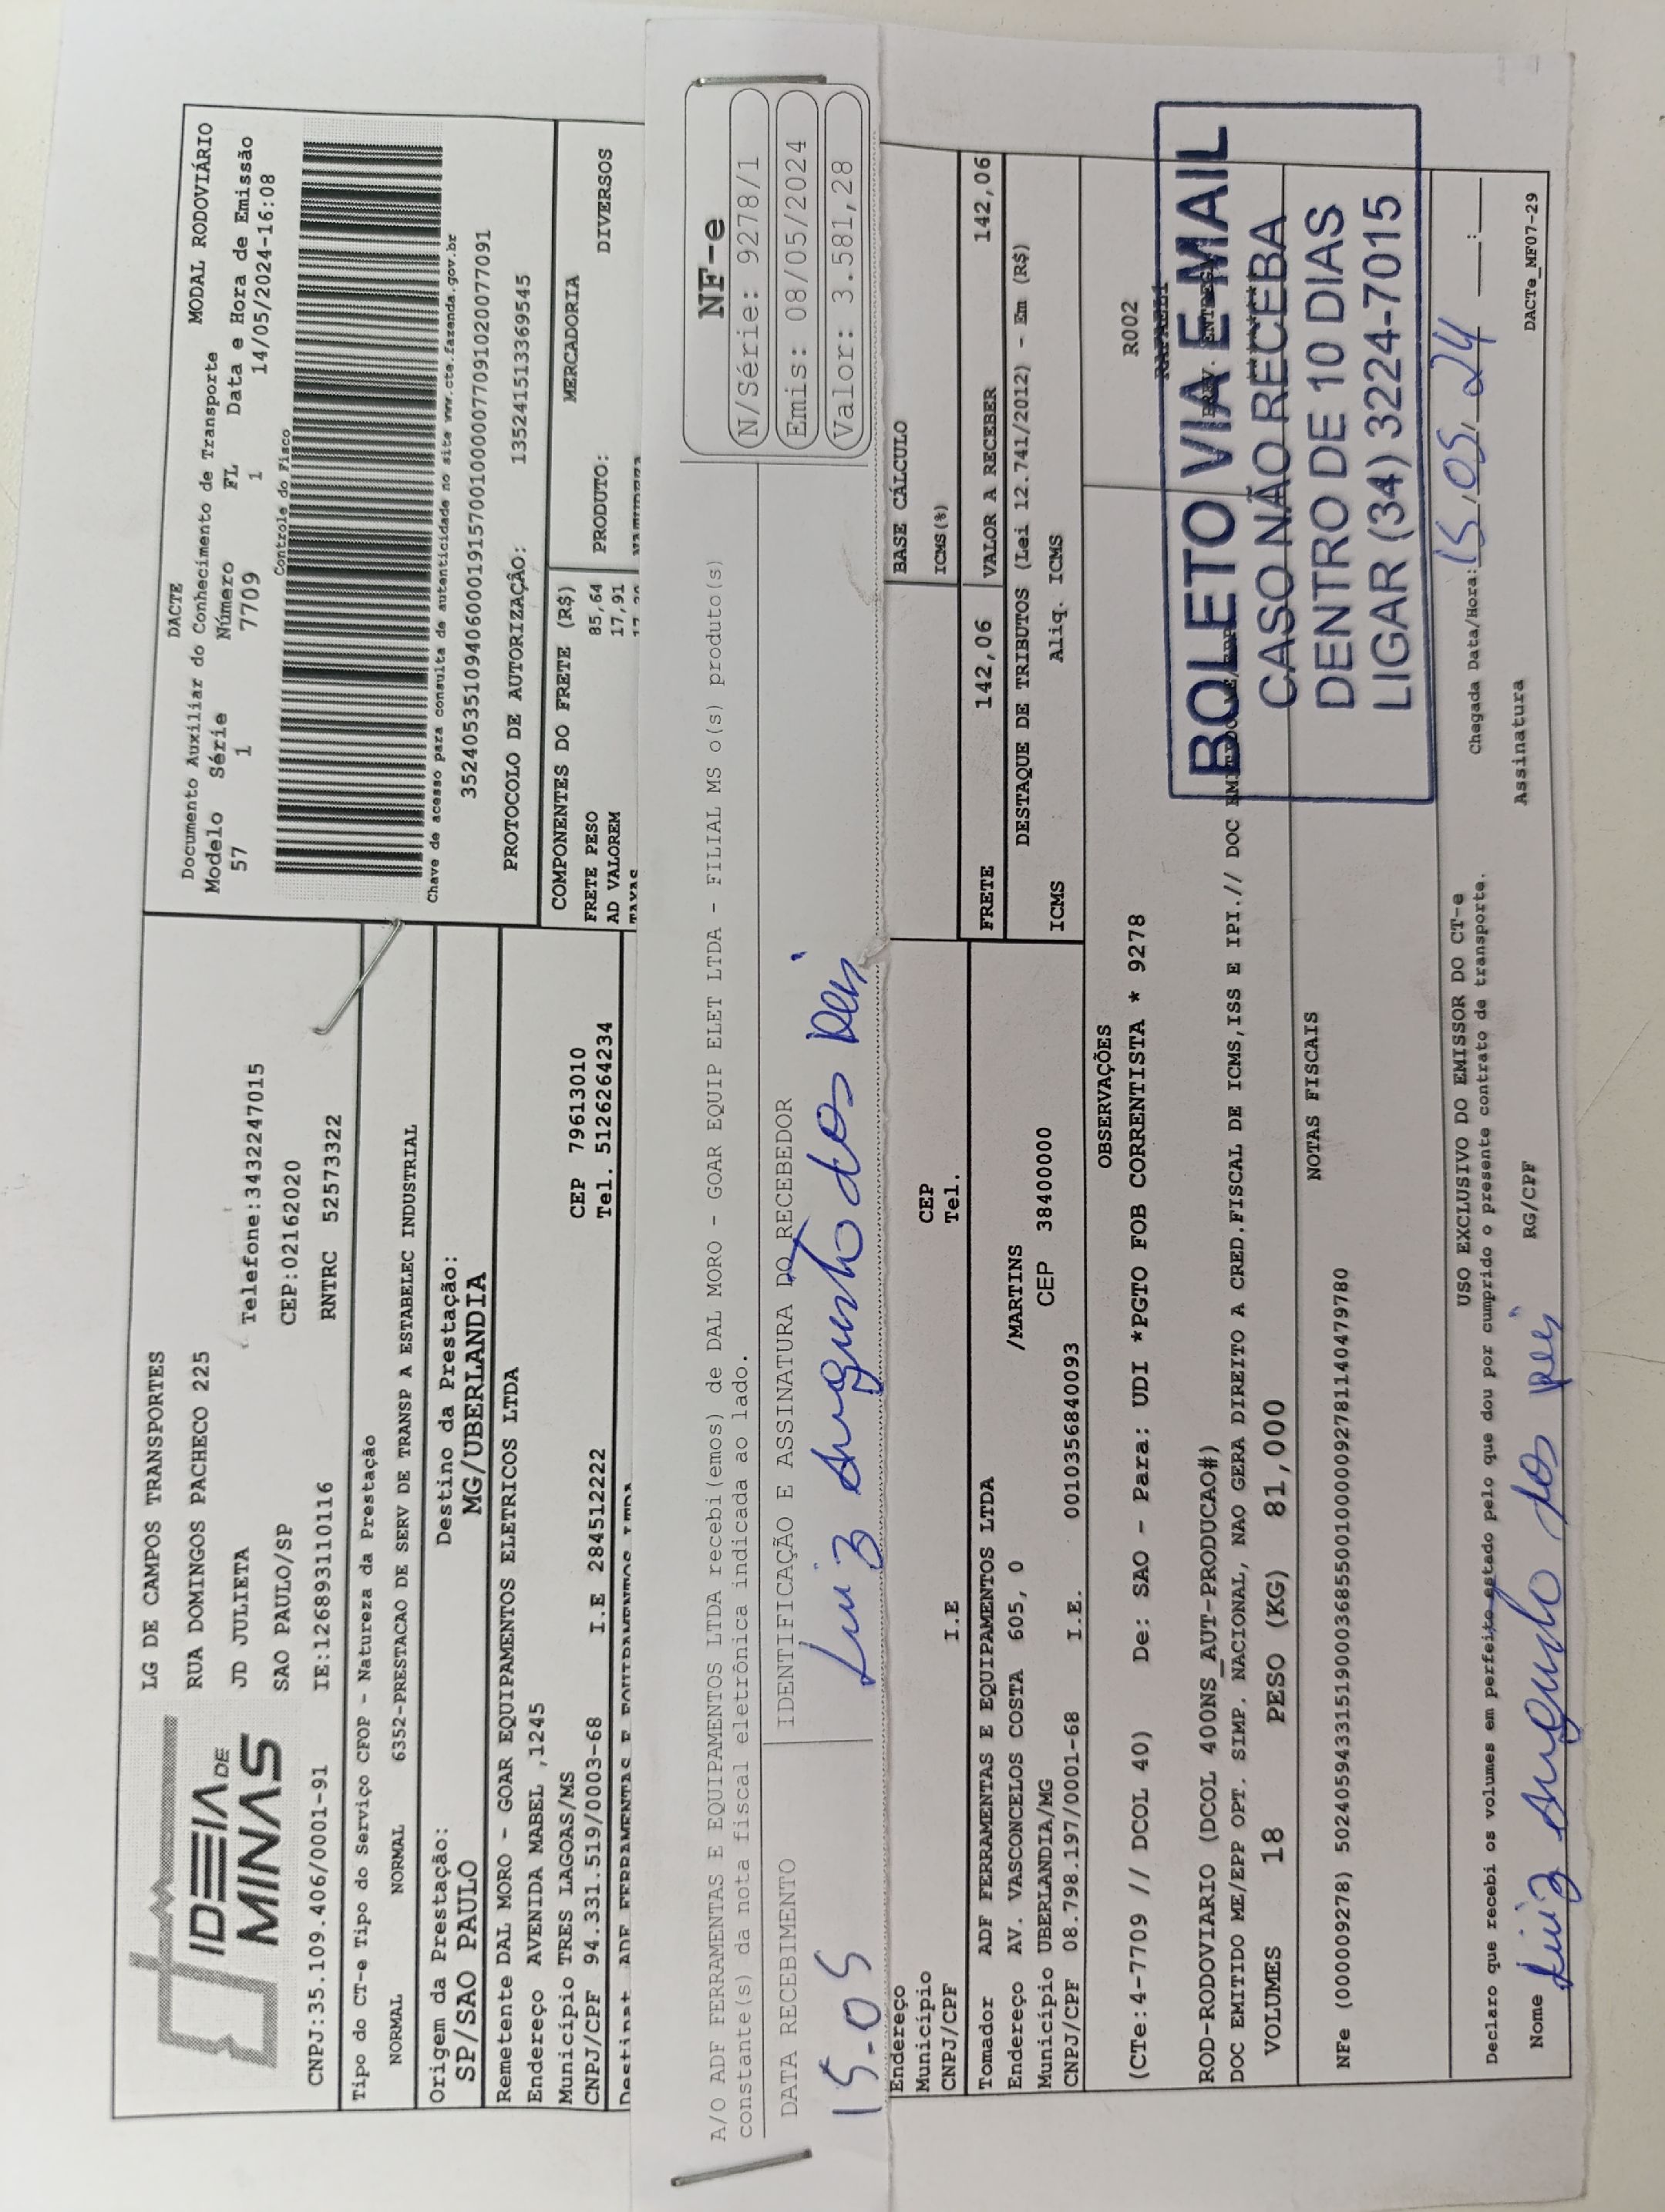 IDEIA DE
MINAS
LG DE CAMPOS TRANSPORTES
RUA DOMINGOS PACHECO 225
JD JULIETA Telefone:3432247015
SAO PAULO/SP CEP:02162020
CNPJ:35.109.406/0001-91 IE:126893110116 RNTRC 52573322
DACTE
Documento Auxiliar do Conhecimento de Transporte MODAL RODOVIÁRIO
Modelo Série Número FL Data e Hora de Emissão
57 1 7709 1 14/05/2024-16:08
Controle do Fisco
Chave de acesso para consulta de autenticidade no site www.cte.fazenda.gov.br
35240535109406000191570010000077091020077091
PROTOCOLO DE AUTORIZAÇÃO: 135241513369545
Tipo do CT-e Tipo do Serviço CFOP - Natureza da Prestação
NORMAL NORMAL 6352-PRESTACAO DE SERV DE TRANSP A ESTABELEC INDUSTRIAL
Origem da Prestação: Destino da Prestação:
SP/SAO PAULO MG/UBERLANDIA
Remetente DAL MORO - GOAR EQUIPAMENTOS ELETRICOS LTDA
Endereço AVENIDA MABEL ,1245
Município TRES LAGOAS/MS CEP 79613010
CNPJ/CPF 94.331.519/0003-68 I.E 284512222 Tel. 5126264234
Destinat ADF FERRAMENTAS E EQUIPAMENTOS LTDA
COMPONENTES DO FRETE (R$) MERCADORIA
FRETE PESO 85,64 PRODUTO: DIVERSOS
AD VALOREM 17,91
TAXAS
A/O ADF FERRAMENTAS E EQUIPAMENTOS LTDA recebi(emos) de DAL MORO - GOAR EQUIP ELET LTDA - FILIAL MS o(s) produto(s)
constante(s) da nota fiscal eletrônica indicada ao lado.
DATA RECEBIMENTO IDENTIFICAÇÃO E ASSINATURA DO RECEBEDOR
15-05 Luiz Augusto dos Reis
NF-e
N/Série: 9278/1
Emis: 08/05/2024
Valor: 3.581,28
Endereço
Município CEP
CNPJ/CPF I.E Tel.
BASE CÁLCULO
ICMS(%)
Tomador ADF FERRAMENTAS E EQUIPAMENTOS LTDA
Endereço AV. VASCONCELOS COSTA 605, 0 /MARTINS
Município UBERLANDIA/MG CEP 38400000
CNPJ/CPF 08.798.197/0001-68 I.E. 0010356840093
FRETE 142,06 VALOR A RECEBER 142,06
DESTAQUE DE TRIBUTOS (Lei 12.741/2012) - Em (R$)
ICMS Aliq. ICMS
OBSERVAÇÕES
(CTe:4-7709 // DCOL 40) De: SAO - Para: UDI *PGTO FOB CORRENTISTA * 9278
R002
ROD-RODOVIARIO (DCOL 400NS_AUT-PRODUCAO#)
DOC EMITIDO ME/EPP OPT. SIMP. NACIONAL, NAO GERA DIREITO A CRED.FISCAL DE ICMS,ISS E IPI.// DOC
VOLUMES 18 PESO (KG) 81,000
BOLETO VIA E-MAIL
CASO NÃO RECEBA
DENTRO DE 10 DIAS
LIGAR (34) 3224-7015
NOTAS FISCAIS
NFe (000009278) 50240594331519000368550010000092781140479780
USO EXCLUSIVO DO EMISSOR DO CT-e
Declaro que recebi os volumes em perfeito estado pelo que dou por cumprido o presente contrato de transporte.
Chegada Data/Hora: 15/05/24 ___:___
Nome Luiz Augusto dos Reis RG/CPF Assinatura
DACTe_MF07-29